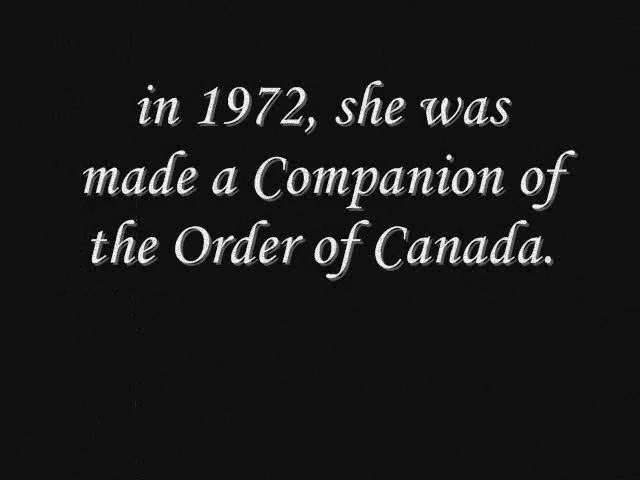 in 1972, she was
made a Companion of
the Order of Canada.